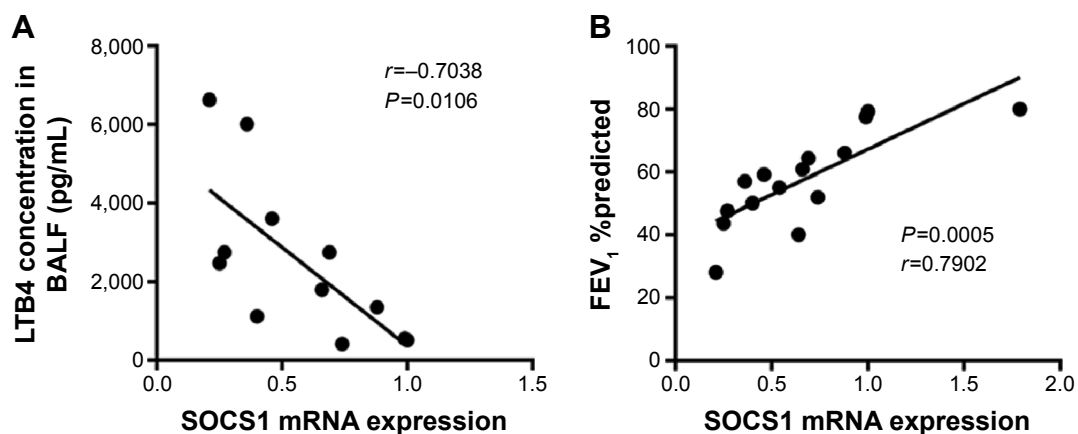 A
8,000
6,000
4,000
2,000
0
0.0
0.5
1.0
1.5
LTB4 concentration in
BALF (pg/mL)
SOCS1 mRNA expression
r=–0.7038
P=0.0106
B
100
80
60
40
20
0
0.0
0.5
1.0
1.5
2.0
FEV₁ %predicted
SOCS1 mRNA expression
P=0.0005
r=0.7902